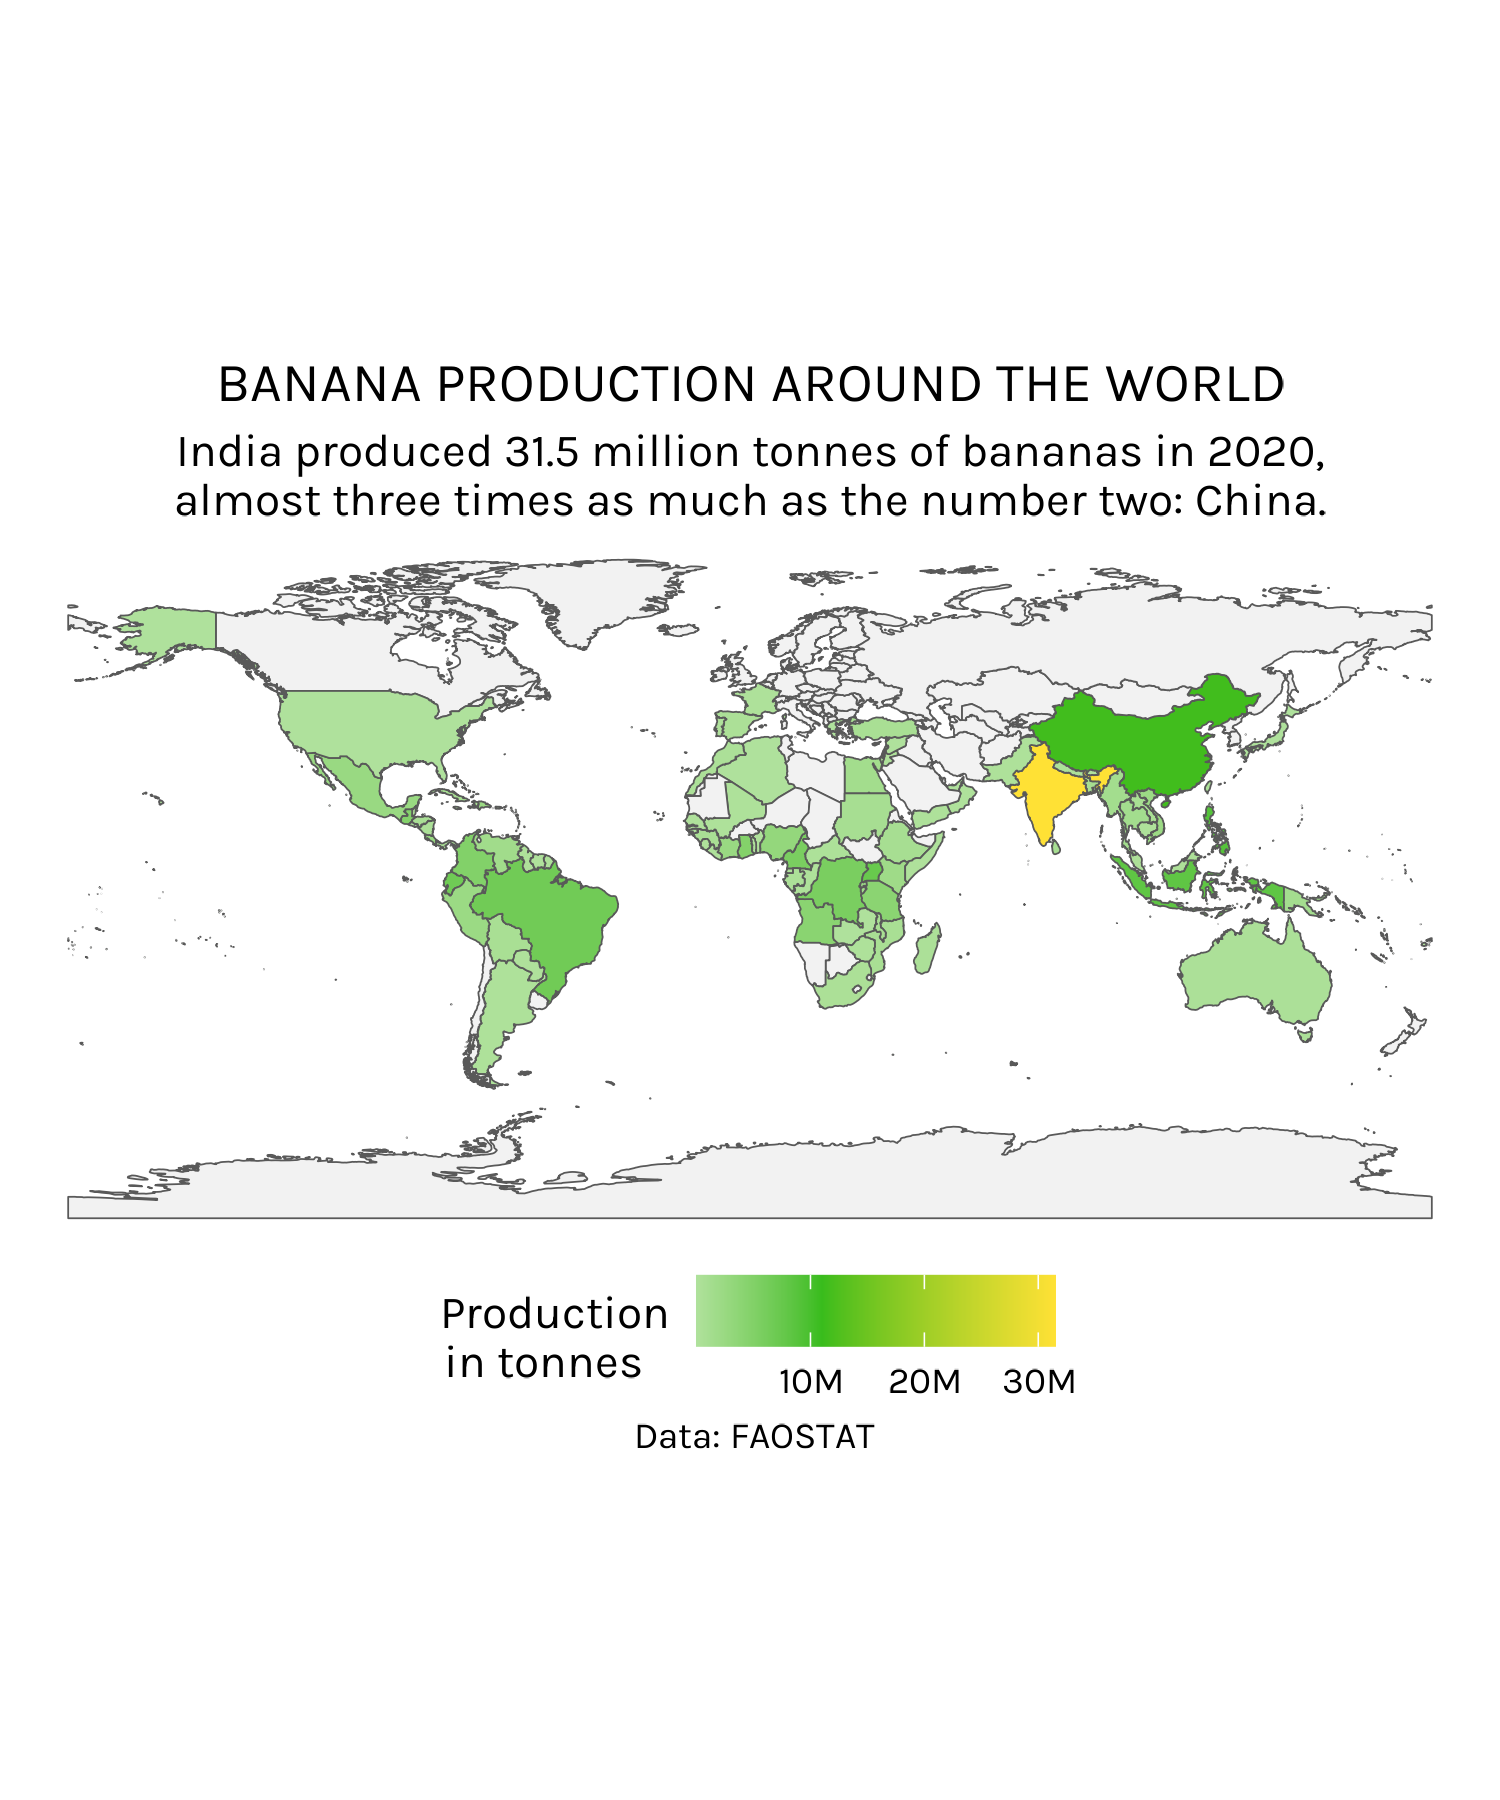 BANANA PRODUCTION AROUND THE WORLD
India produced 31.5 million tonnes of bananas in 2020,
almost three times as much as the number two: China.
Production
in tonnes
10M 20M 30M
Data: FAOSTAT